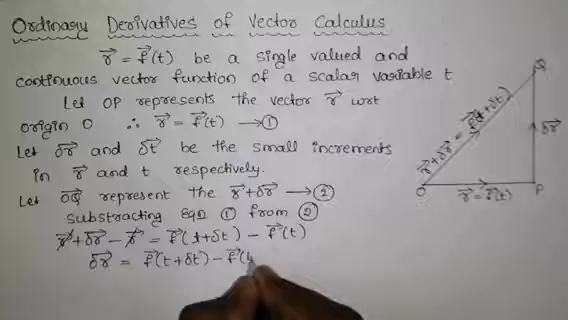 Ordinary Derivatives of Vector Calculus
r⃗ = f⃗(t) be a single valued and
continuous vector function of a scalar variable t
Let OP represents the vector r⃗ wrt
origin O ∴ r⃗ = f⃗(t) → ①
Let δr⃗ and δt⃗ be the small increments
in r⃗ and t respectively.
Let OQ⃗ represent the r⃗+δr⃗ → ②
Substracting Eqn ① from ②
r⃗+δr⃗ − r⃗ = f⃗(t+δt) − f⃗(t)
δr⃗ = f⃗(t+δt) − f⃗(t
Q
r⃗+δr⃗ = f⃗(t+δt)
δr⃗
O
r⃗ = f⃗(t)
P